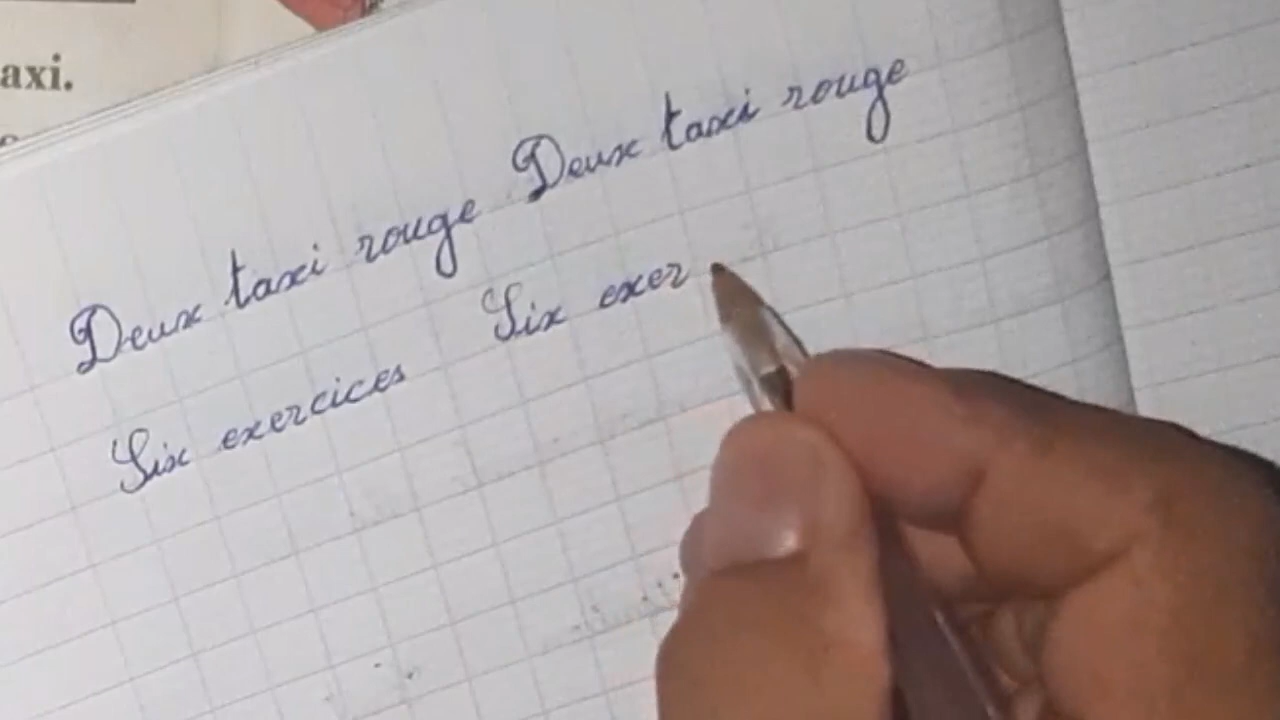 axi.
Deux taxi rouge Deux taxi rouge
Six exercices Six exer